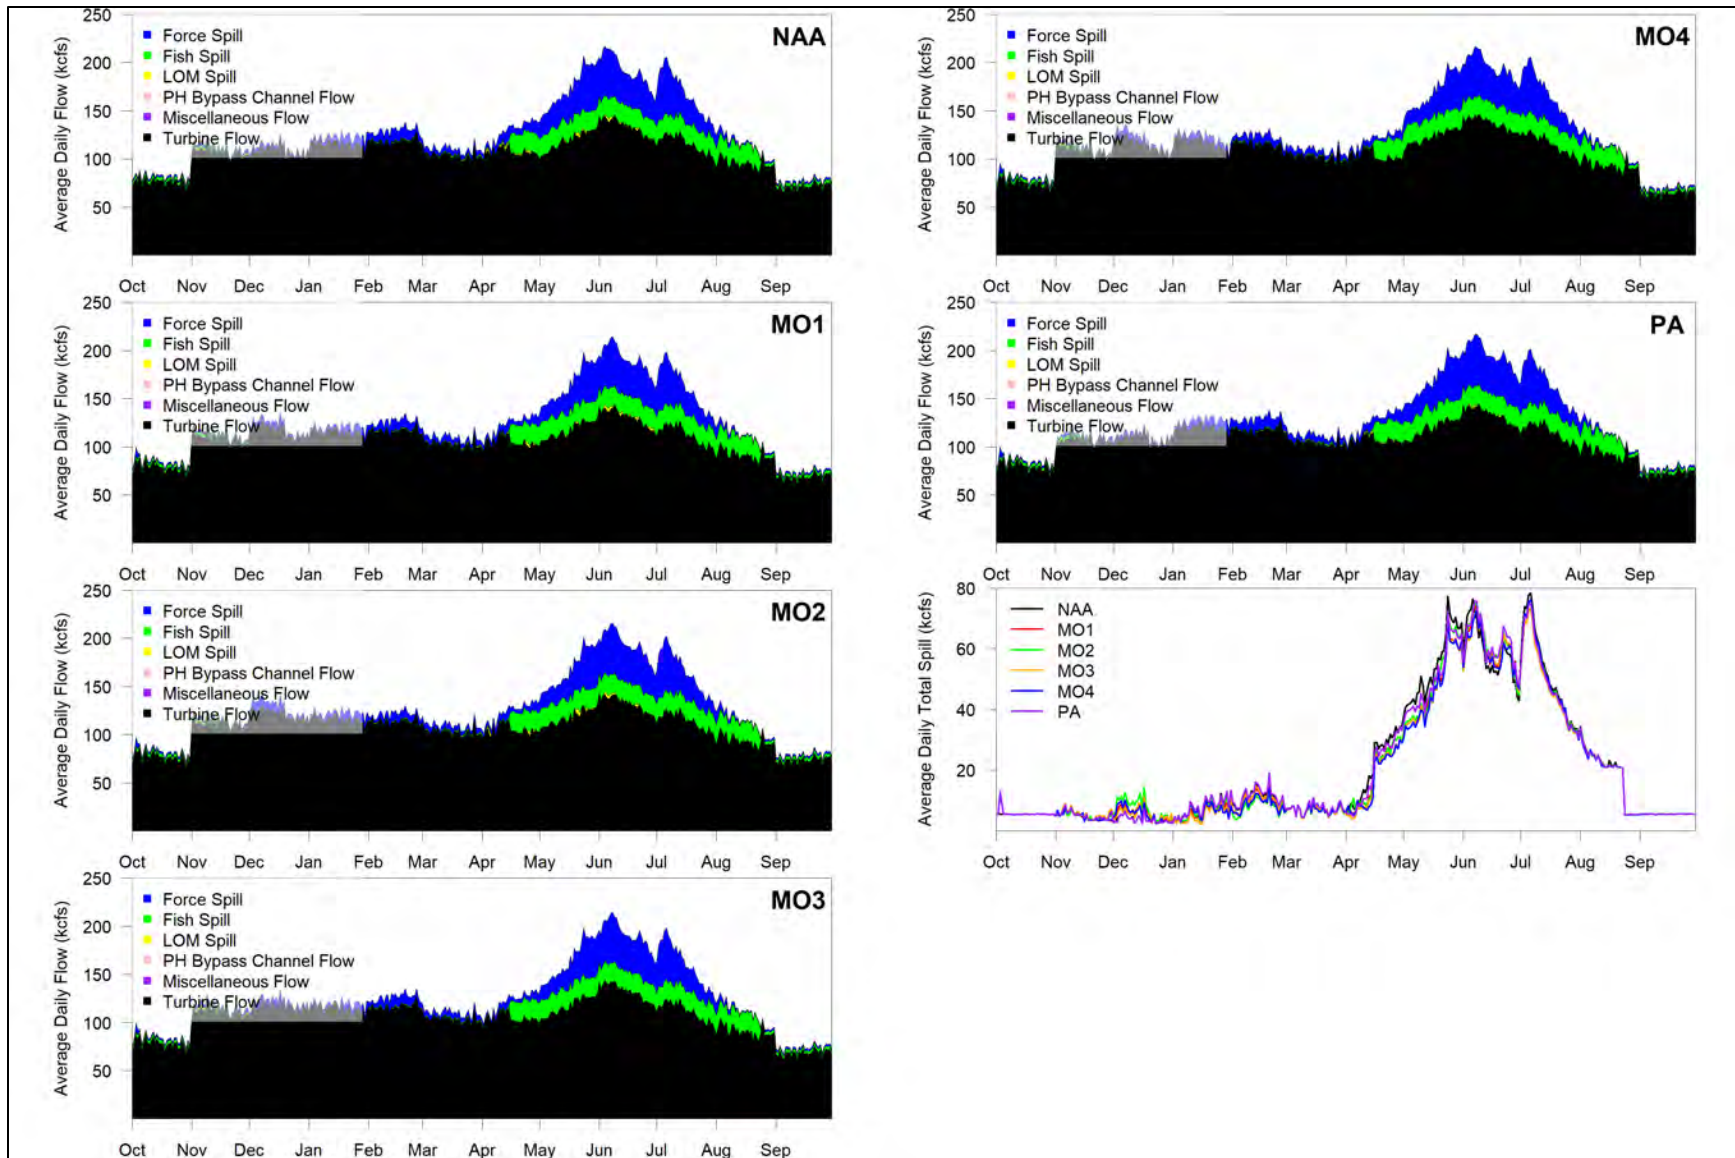 NAA
Average Daily Flow (kcfs)
250
200
150
100
50
Force Spill
Fish Spill
LOM Spill
PH Bypass Channel Flow
Miscellaneous Flow
Turbine Flow
Oct Nov Dec Jan Feb Mar Apr May Jun Jul Aug Sep
MO1
Average Daily Flow (kcfs)
250
200
150
100
50
Force Spill
Fish Spill
LOM Spill
PH Bypass Channel Flow
Miscellaneous Flow
Turbine Flow
Oct Nov Dec Jan Feb Mar Apr May Jun Jul Aug Sep
MO2
Average Daily Flow (kcfs)
250
200
150
100
50
Force Spill
Fish Spill
LOM Spill
PH Bypass Channel Flow
Miscellaneous Flow
Turbine Flow
Oct Nov Dec Jan Feb Mar Apr May Jun Jul Aug Sep
MO3
Average Daily Flow (kcfs)
250
200
150
100
50
Force Spill
Fish Spill
LOM Spill
PH Bypass Channel Flow
Miscellaneous Flow
Turbine Flow
Oct Nov Dec Jan Feb Mar Apr May Jun Jul Aug Sep
MO4
Average Daily Flow (kcfs)
250
200
150
100
50
Force Spill
Fish Spill
LOM Spill
PH Bypass Channel Flow
Miscellaneous Flow
Turbine Flow
Oct Nov Dec Jan Feb Mar Apr May Jun Jul Aug Sep
PA
Average Daily Flow (kcfs)
250
200
150
100
50
Force Spill
Fish Spill
LOM Spill
PH Bypass Channel Flow
Miscellaneous Flow
Turbine Flow
Oct Nov Dec Jan Feb Mar Apr May Jun Jul Aug Sep
Average Daily Total Spill (kcfs)
80
60
40
20
NAA
MO1
MO2
MO3
MO4
PA
Oct Nov Dec Jan Feb Mar Apr May Jun Jul Aug Sep